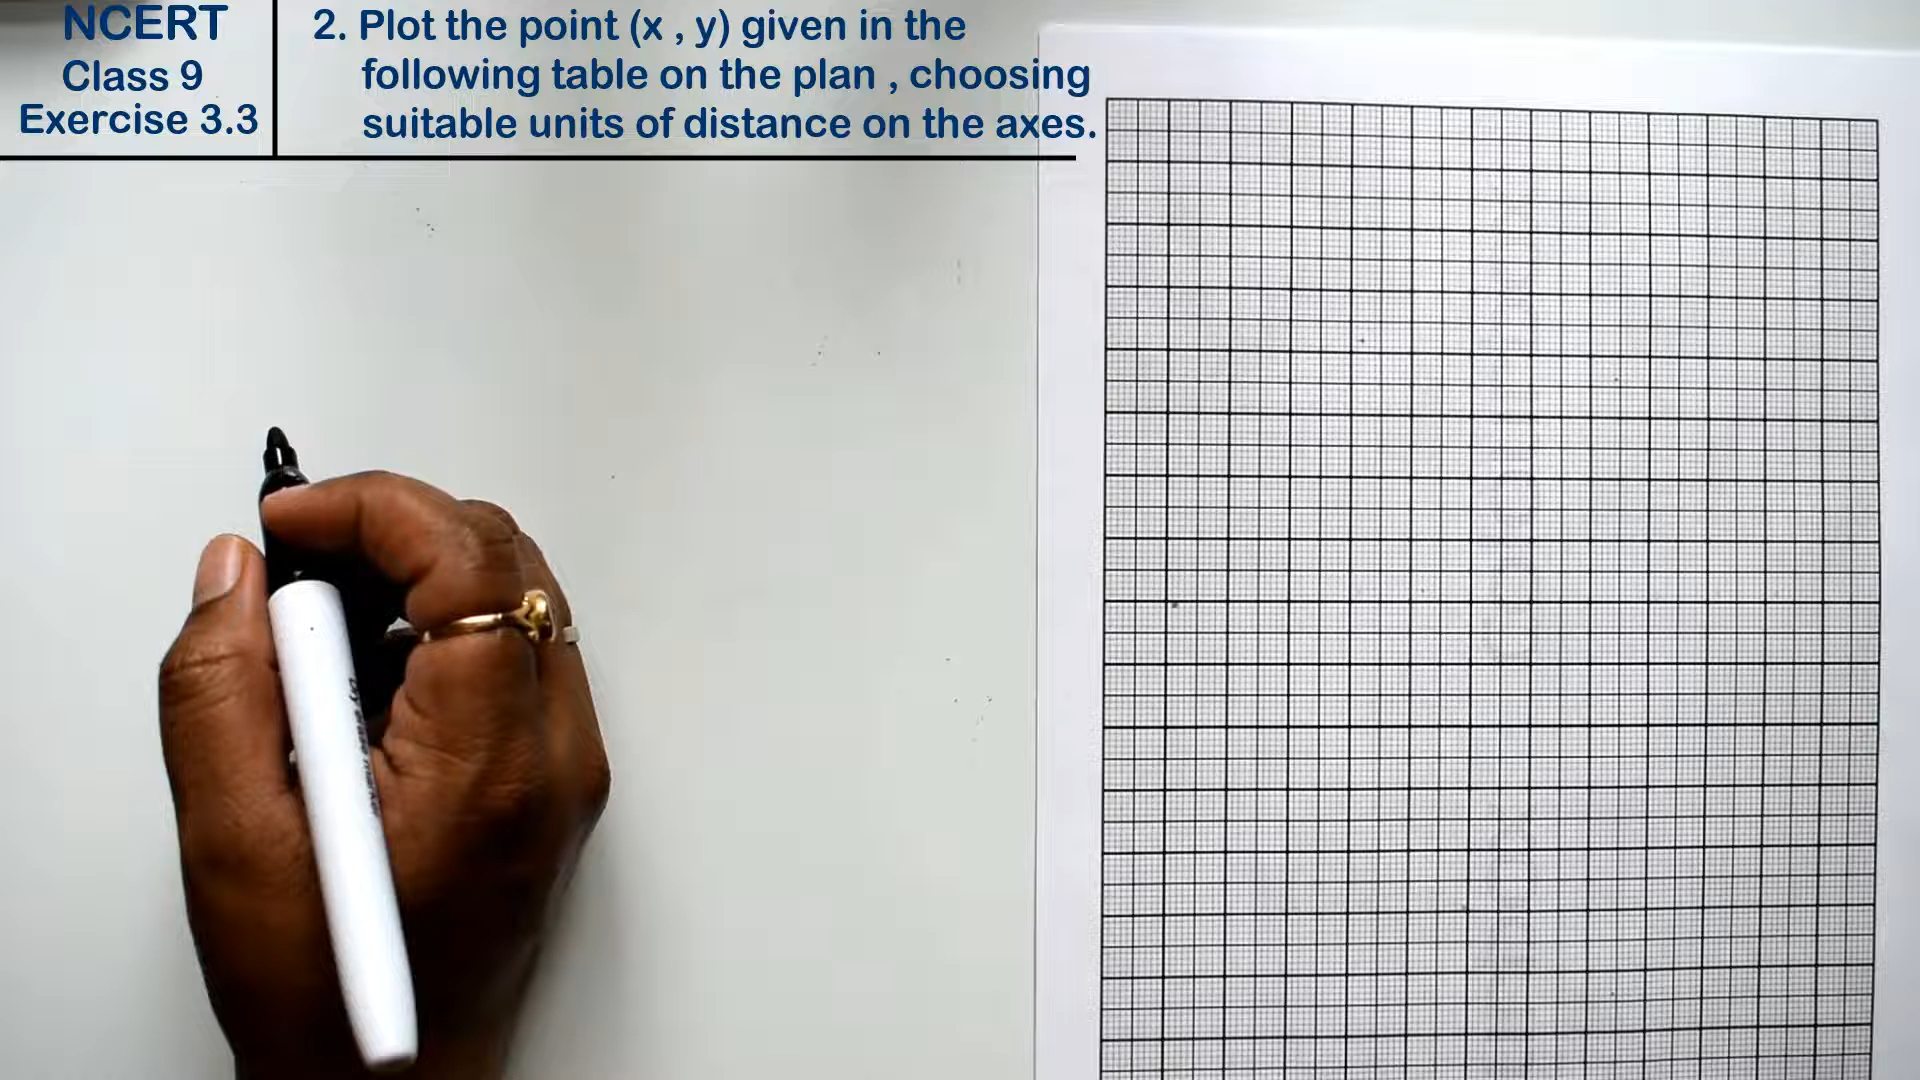 NCERT
Class 9
Exercise 3.3
2. Plot the point (x , y) given in the
following table on the plan , choosing
suitable units of distance on the axes.